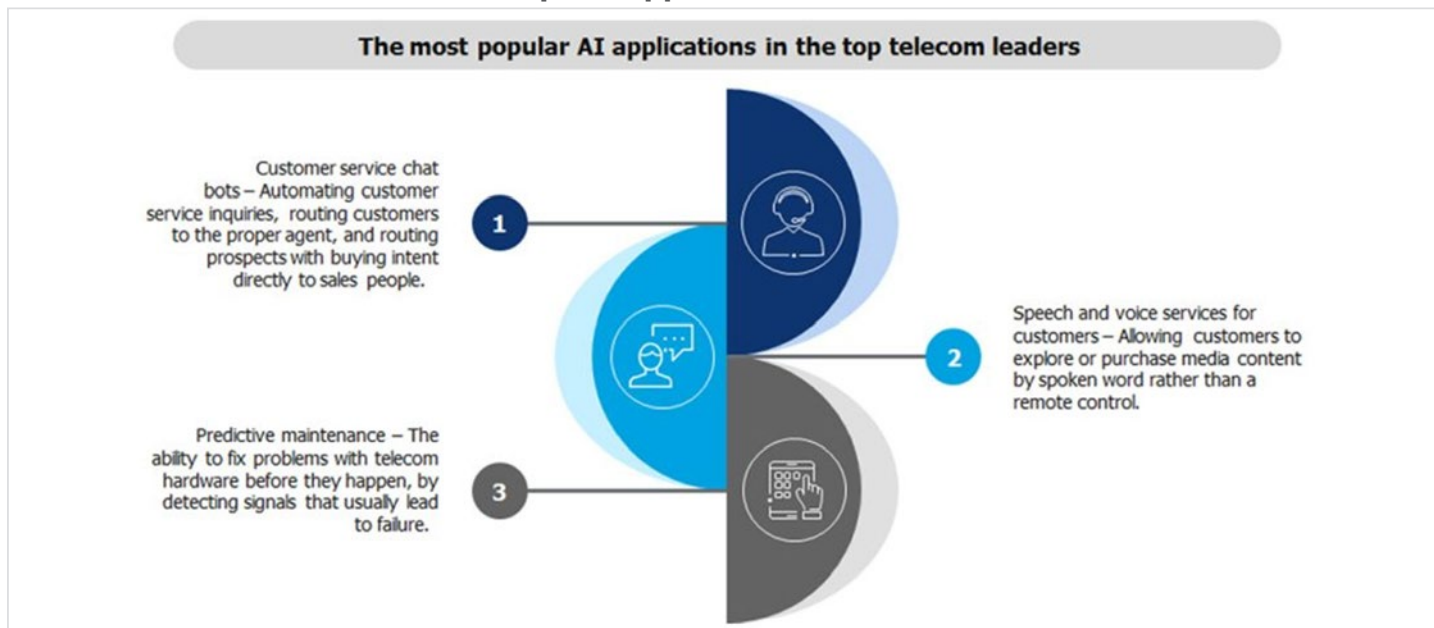 The most popular AI applications in the top telecom leaders
Customer service chat
bots – Automating customer
service inquiries, routing customers
to the proper agent, and routing
prospects with buying intent
directly to sales people.
1
2
Speech and voice services for
customers – Allowing customers to
explore or purchase media content
by spoken word rather than a
remote control.
Predictive maintenance – The
ability to fix problems with telecom
hardware before they happen, by
detecting signals that usually lead
to failure.
3